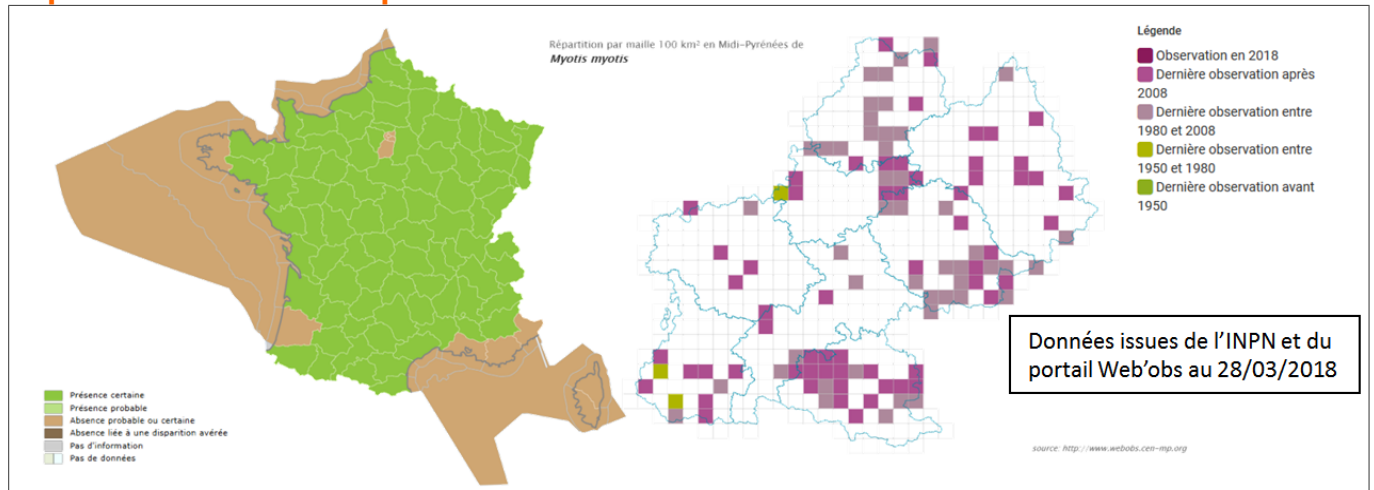 Répartition par maille 100 km² en Midi-Pyrénées de
Myotis myotis
Légende
Observation en 2018
Dernière observation après
2008
Dernière observation entre
1980 et 2008
Dernière observation entre
1950 et 1980
Dernière observation avant
1950
Données issues de l'INPN et du
portail Web'obs au 28/03/2018
Présence certaine
Présence probable
Absence probable ou certaine
Absence liée à une disparition avérée
Pas d'information
Pas de données
source: http://www.webobs.cen-mp.org